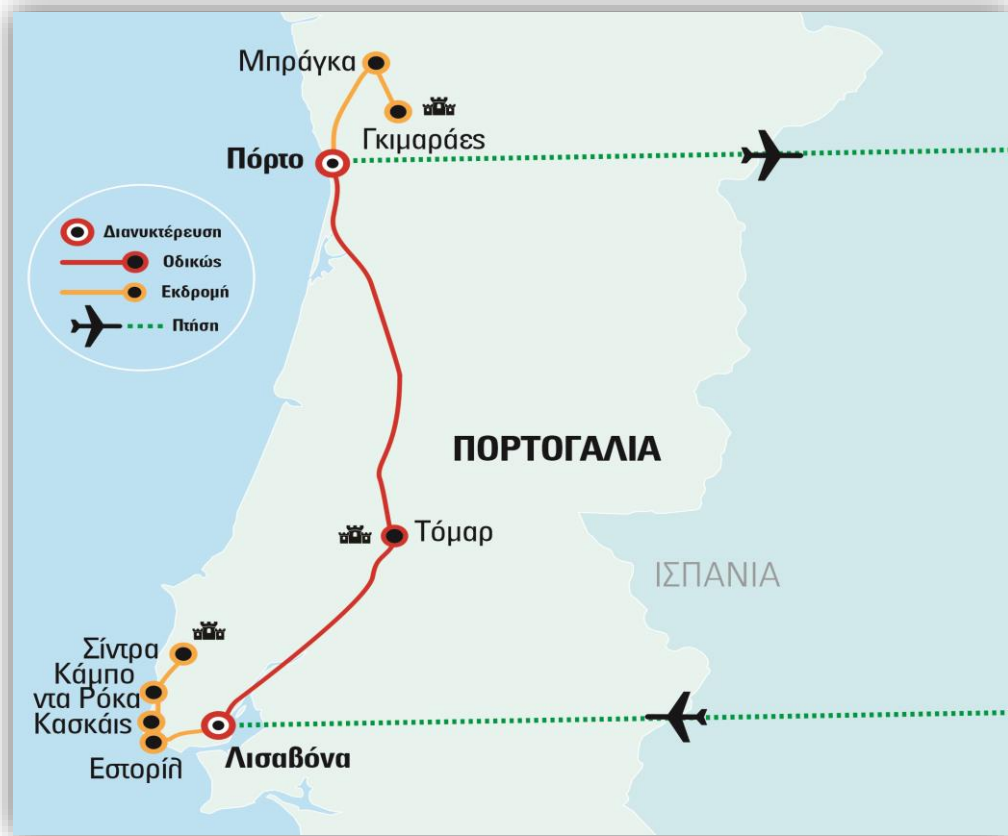 Μπράγκα
Γκιμαράες
Πόρτο
Διανυκτέρευση
Οδικώς
Εκδρομή
Πτήση
ΠΟΡΤΟΓΑΛΙΑ
Τόμαρ
ΙΣΠΑΝΙΑ
Σίντρα
Κάμπο
ντα Ρόκα
Κασκάις
Εστορίλ
Λισαβόνα